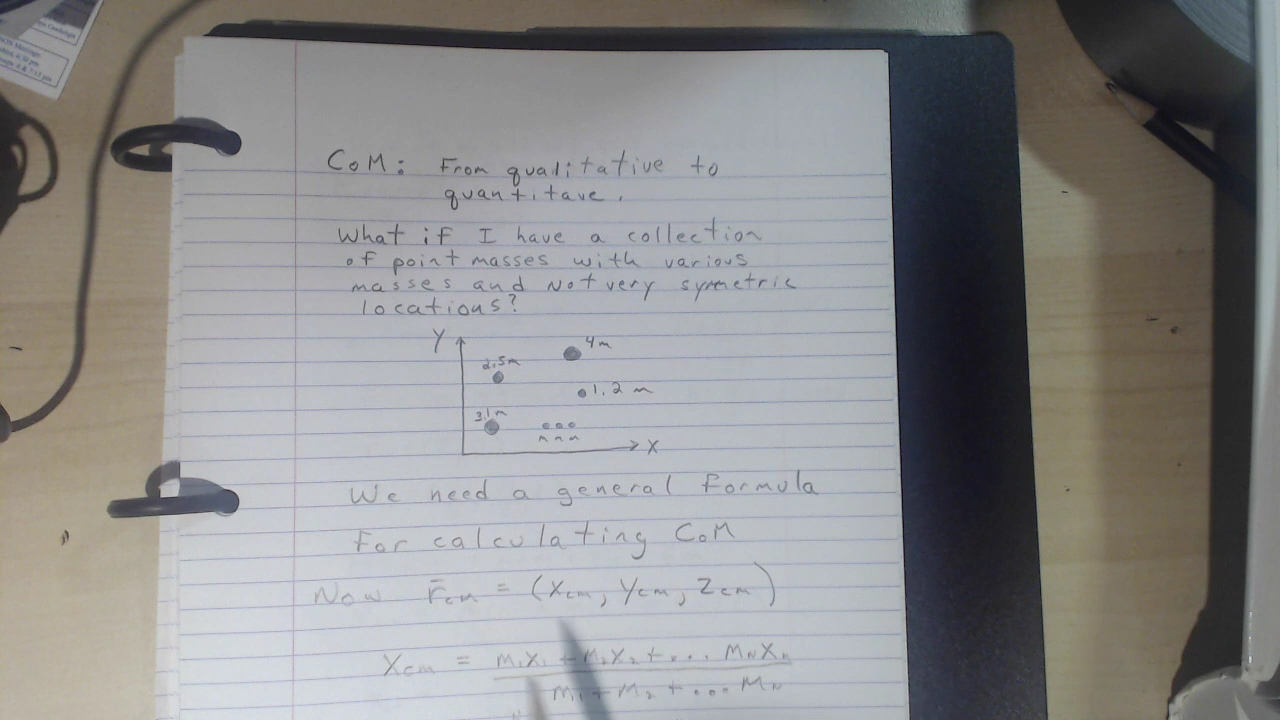 CoM: From qualitative to
quantitave.
What if I have a collection
of point masses with various
masses and not very symetric
locations?
Y
4m
2.5m
1.2 m
3.1m
m m m
X
We need a general formula
for calculating CoM
Now r̄cm = (Xcm, Ycm, Zcm)
Xcm = m₁x₁ + m₂x₂ + ... mₙxₙ
m₁ + m₂ + ... mₙ